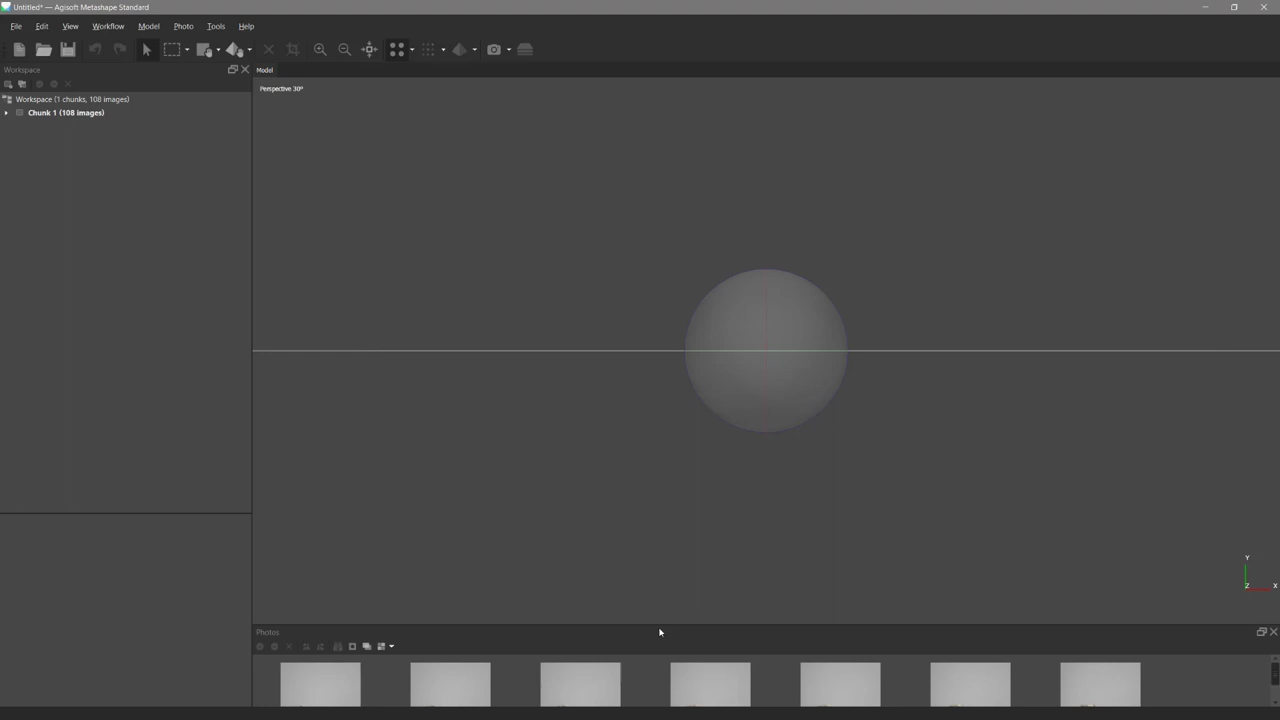 Untitled* — Agisoft Metashape Standard
File Edit View Workflow Model Photo Tools Help
Workspace
Model
Workspace (1 chunks, 108 images)
Chunk 1 (108 images)
Perspective 30°
Y
Z X
Photos